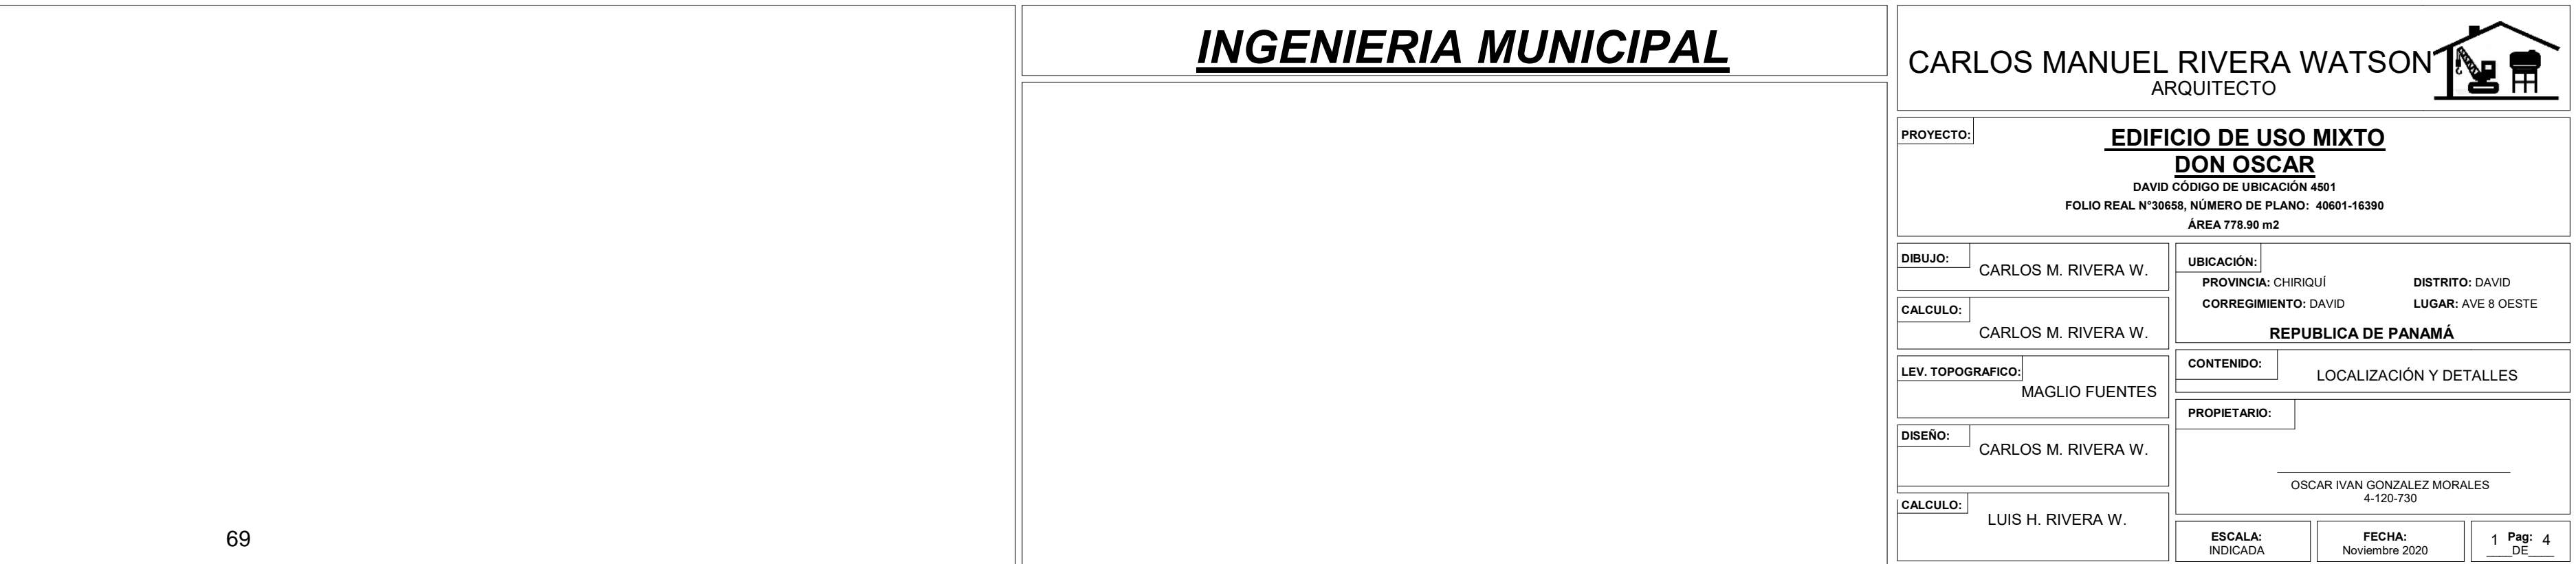 69
INGENIERIA MUNICIPAL
CARLOS MANUEL RIVERA WATSON
ARQUITECTO
PROYECTO:
EDIFICIO DE USO MIXTO
DON OSCAR
DAVID CÓDIGO DE UBICACIÓN 4501
FOLIO REAL N°30658, NÚMERO DE PLANO: 40601-16390
ÁREA 778.90 m2
DIBUJO:
CARLOS M. RIVERA W.
CALCULO:
CARLOS M. RIVERA W.
LEV. TOPOGRAFICO:
MAGLIO FUENTES
DISEÑO:
CARLOS M. RIVERA W.
CALCULO:
LUIS H. RIVERA W.
UBICACIÓN:
PROVINCIA: CHIRIQUÍ DISTRITO: DAVID
CORREGIMIENTO: DAVID LUGAR: AVE 8 OESTE
REPUBLICA DE PANAMÁ
CONTENIDO:
LOCALIZACIÓN Y DETALLES
PROPIETARIO:
OSCAR IVAN GONZALEZ MORALES
4-120-730
ESCALA:
INDICADA
FECHA:
Noviembre 2020
1 Pag: 4
____DE____